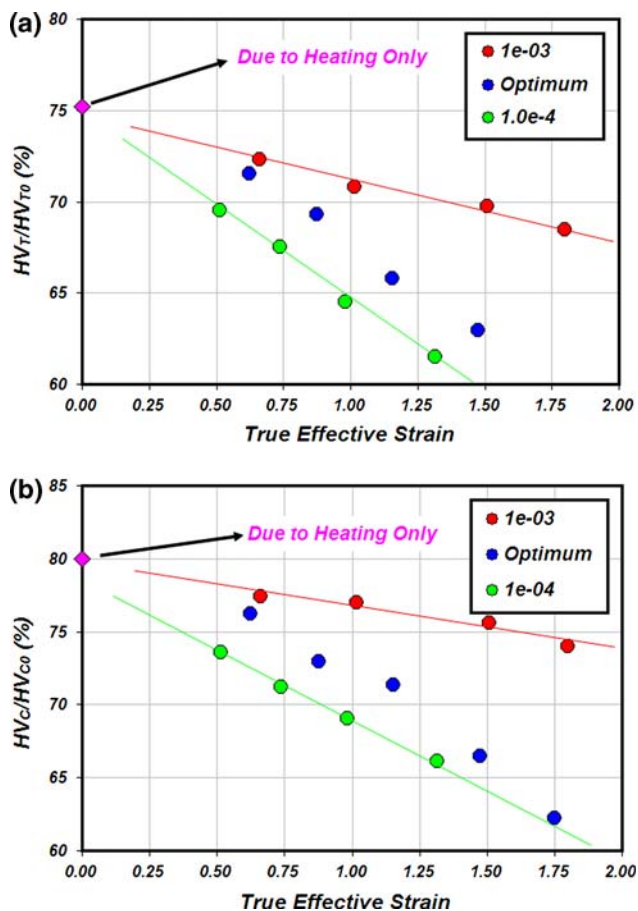 (a)
80
75
70
65
60
HV_T/HV_T0 (%)
Due to Heating Only
1e-03
Optimum
1.0e-4
0.00 0.25 0.50 0.75 1.00 1.25 1.50 1.75 2.00
True Effective Strain
(b)
85
80
75
70
65
60
HV_C/HV_C0 (%)
Due to Heating Only
1e-03
Optimum
1e-04
0.00 0.25 0.50 0.75 1.00 1.25 1.50 1.75 2.00
True Effective Strain